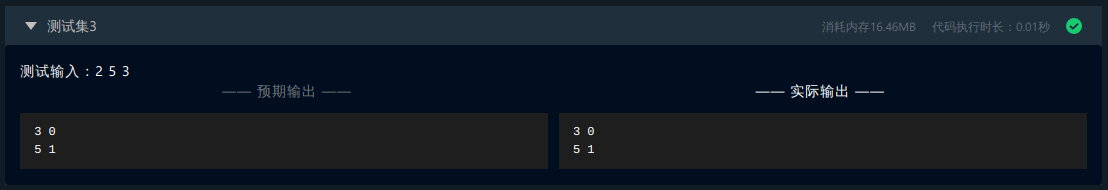 测试集3 消耗内存16.46MB 代码执行时长：0.01秒
测试输入：2 5 3
—— 预期输出 —— —— 实际输出 ——
3 0 3 0
5 1 5 1